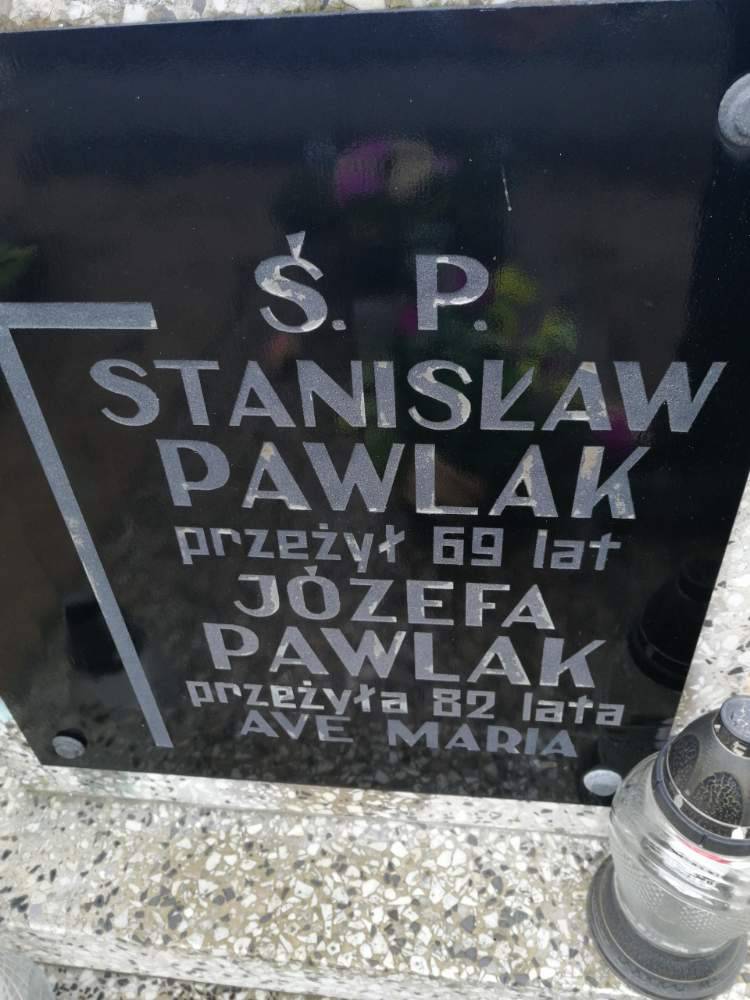 Ś. P.
STANISŁAW
PAWLAK
przeżył 69 lat
JÓZEFA
PAWLAK
przeżyła 82 lata
AVE MARIA